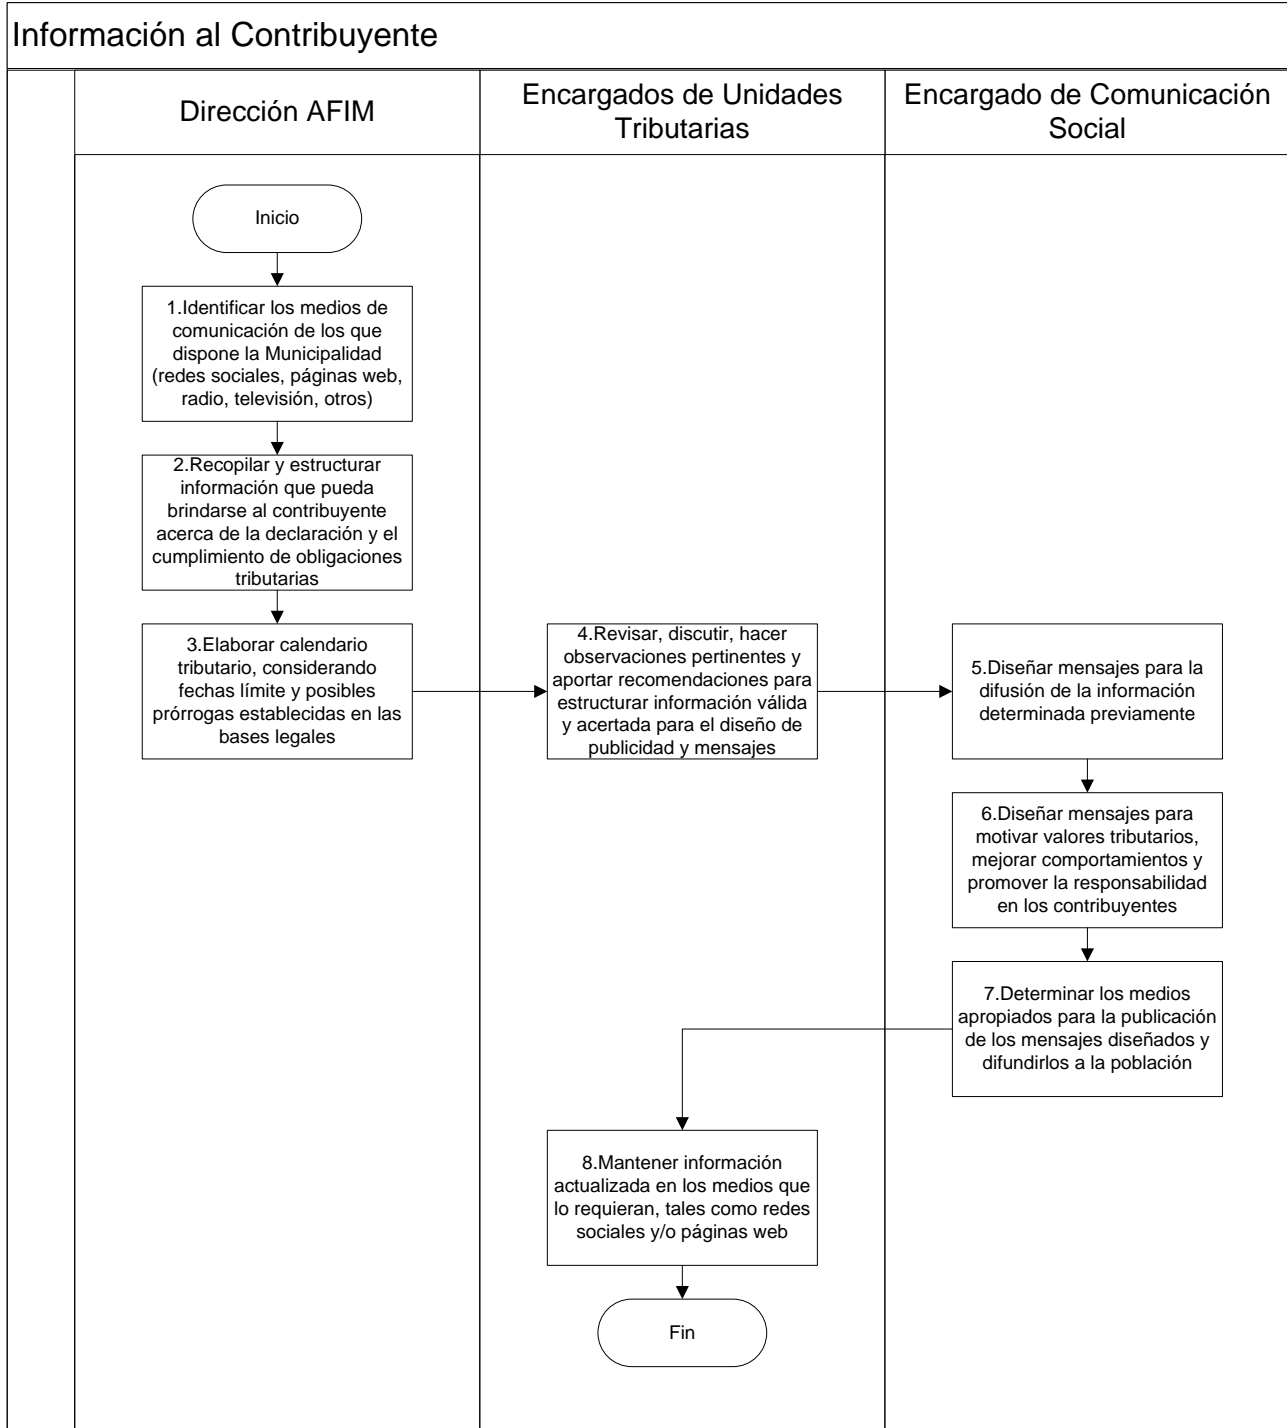 Información al Contribuyente
Dirección AFIM
Encargados de Unidades
Tributarias
Encargado de Comunicación
Social
Inicio
1.Identificar los medios de
comunicación de los que
dispone la Municipalidad
(redes sociales, páginas web,
radio, televisión, otros)
2.Recopilar y estructurar
información que pueda
brindarse al contribuyente
acerca de la declaración y el
cumplimiento de obligaciones
tributarias
3.Elaborar calendario
tributario, considerando
fechas límite y posibles
prórrogas establecidas en las
bases legales
4.Revisar, discutir, hacer
observaciones pertinentes y
aportar recomendaciones para
estructurar información válida
y acertada para el diseño de
publicidad y mensajes
5.Diseñar mensajes para la
difusión de la información
determinada previamente
6.Diseñar mensajes para
motivar valores tributarios,
mejorar comportamientos y
promover la responsabilidad
en los contribuyentes
7.Determinar los medios
apropiados para la publicación
de los mensajes diseñados y
difundirlos a la población
8.Mantener información
actualizada en los medios que
lo requieran, tales como redes
sociales y/o páginas web
Fin